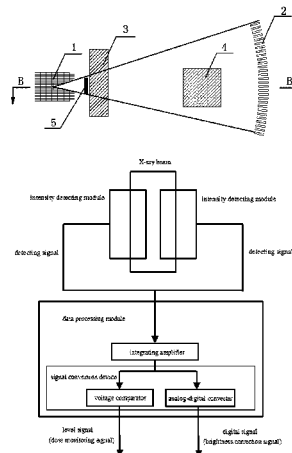 1
3
4
2
B
B
5
X-ray beam
intensity detecting module
intensity detecting module
detecting signal
detecting signal
data processing module
integrating amplifier
signal conversion device
voltage comparator
analog-digital convertor
level signal
(dose monitoring signal)
digital signal
(brightness correction signal)